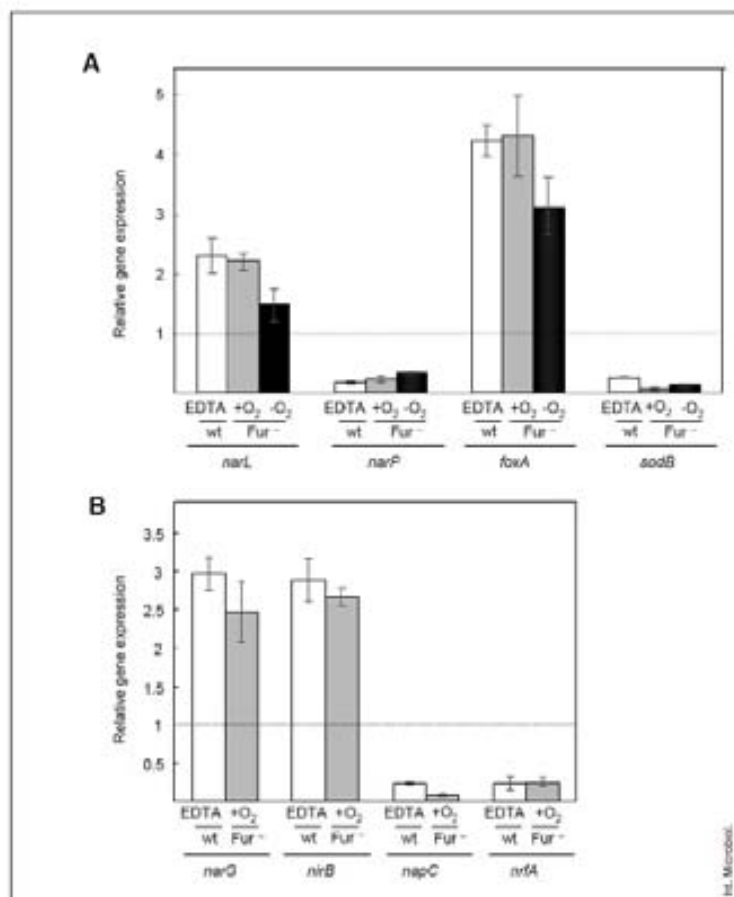 A
Relative gene expression
5
4
3
2
1
EDTA +O2 -O2 EDTA +O2 -O2 EDTA +O2 -O2 EDTA +O2 -O2
wt Fur - wt Fur - wt Fur - wt Fur -
narL narP foxA sodB
B
Relative gene expression
3.5
3
2.5
2
1.5
1
0.5
EDTA +O2 EDTA +O2 EDTA +O2 EDTA +O2
wt Fur - wt Fur - wt Fur - wt Fur -
narG nirB napC nrfA
Int. Microbiol.